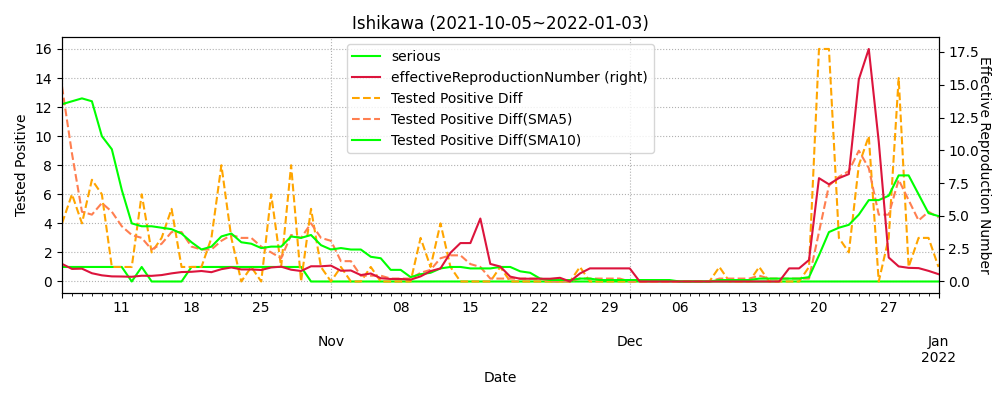 Ishikawa (2021-10-05~2022-01-03)
serious
effectiveReproductionNumber (right)
Tested Positive Diff
Tested Positive Diff(SMA5)
Tested Positive Diff(SMA10)
Tested Positive
16
14
12
10
8
6
4
2
0
Effective Reproduction Number
17.5
15.0
12.5
10.0
7.5
5.0
2.5
0.0
11 18 25 08 15 22 29 06 13 20 27
Nov Dec Jan
2022
Date